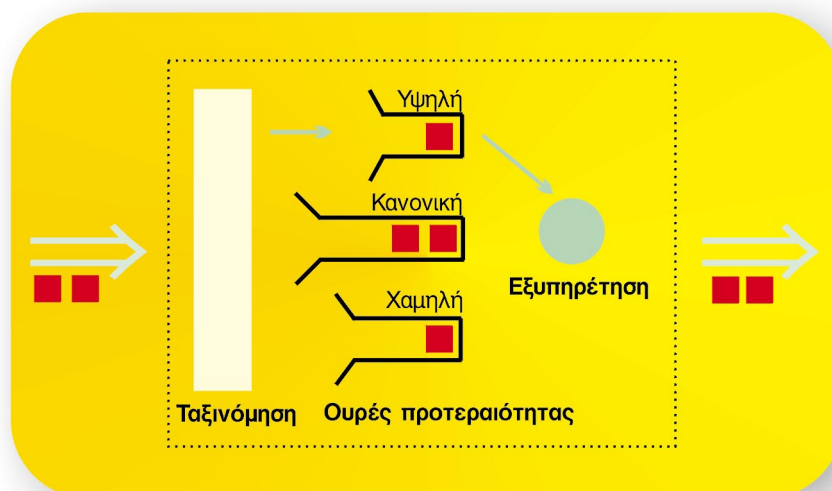 Υψηλή
Κανονική
Χαμηλή
Εξυπηρέτηση
Ταξινόμηση
Ουρές προτεραιότητας